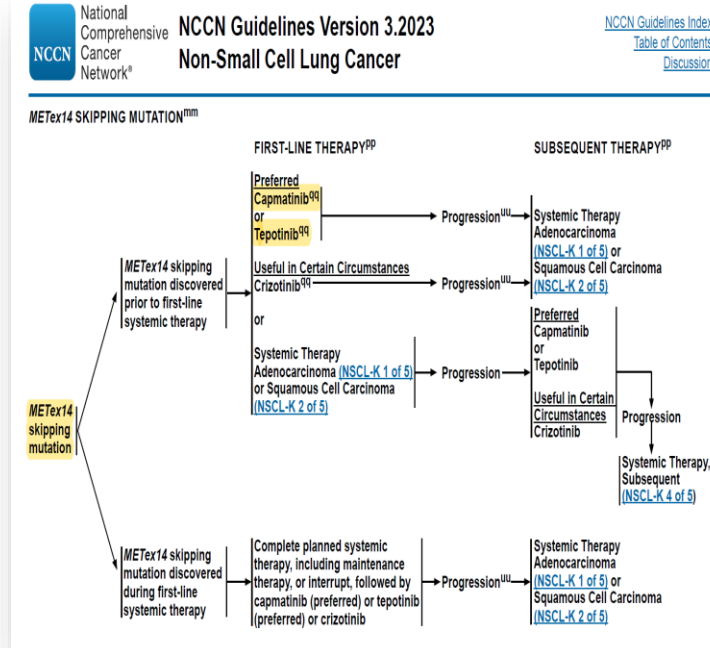 National
Comprehensive
Cancer
Network®
NCCN
NCCN Guidelines Version 3.2023
Non-Small Cell Lung Cancer
NCCN Guidelines Index
Table of Contents
Discussion
METex14 SKIPPING MUTATIONmm
FIRST-LINE THERAPYpp
SUBSEQUENT THERAPYpp
METex14
skipping
mutation
METex14 skipping
mutation discovered
prior to first-line
systemic therapy
Preferred
Capmatinibqq
or
Tepotinibqq
Useful in Certain Circumstances
Crizotinibqq
or
Systemic Therapy
Adenocarcinoma (NSCL-K 1 of 5)
or Squamous Cell Carcinoma
(NSCL-K 2 of 5)
Progressionuu
Progressionuu
Progression
Systemic Therapy
Adenocarcinoma
(NSCL-K 1 of 5) or
Squamous Cell Carcinoma
(NSCL-K 2 of 5)
Preferred
Capmatinib
or
Tepotinib
Useful in Certain
Circumstances
Crizotinib
Progression
Systemic Therapy,
Subsequent
(NSCL-K 4 of 5)
METex14 skipping
mutation discovered
during first-line
systemic therapy
Complete planned systemic
therapy, including maintenance
therapy, or interrupt, followed by
capmatinib (preferred) or tepotinib
(preferred) or crizotinib
Progressionuu
Systemic Therapy
Adenocarcinoma
(NSCL-K 1 of 5) or
Squamous Cell Carcinoma
(NSCL-K 2 of 5)